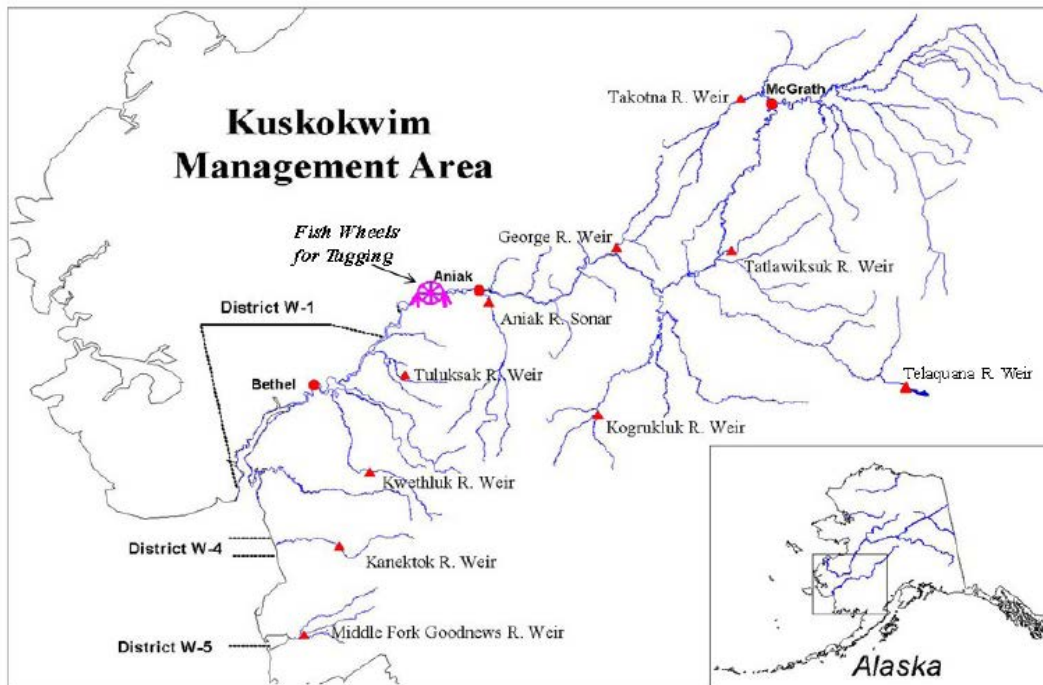 Kuskokwim
Management Area
Takotna R. Weir
McGrath
Fish Wheels
for Tagging
George R. Weir
Tatlawiksuk R. Weir
Aniak
District W-1
Aniak R. Sonar
Tuluksak R. Weir
Telaquana R. Weir
Bethel
Kogrukluk R. Weir
Kwethluk R. Weir
District W-4
Kanektok R. Weir
Middle Fork Goodnews R. Weir
District W-5
Alaska